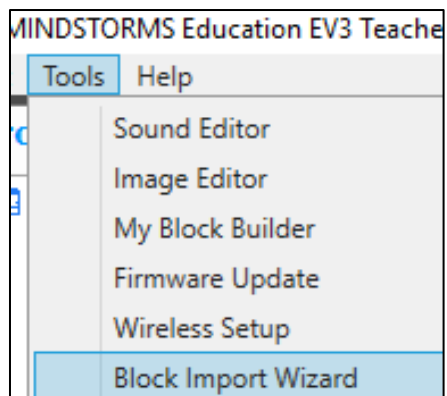 MINDSTORMS Education EV3 Teache
Tools Help
Sound Editor
Image Editor
My Block Builder
Firmware Update
Wireless Setup
Block Import Wizard